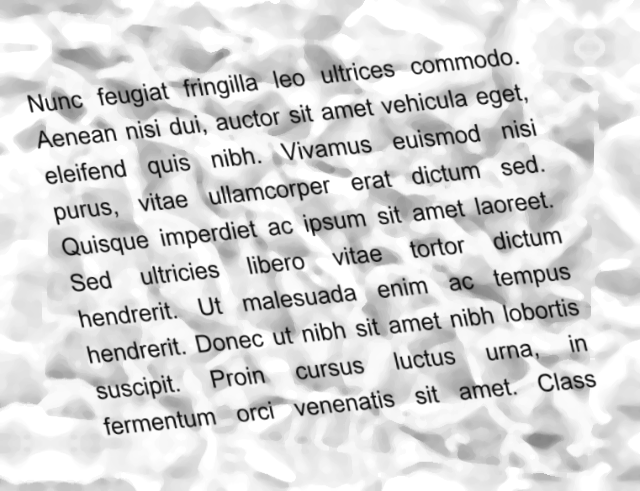 Nunc feugiat fringilla leo ultrices commodo.
Aenean nisi dui, auctor sit amet vehicula eget,
eleifend quis nibh. Vivamus euismod nisi
purus, vitae ullamcorper erat dictum sed.
Quisque imperdiet ac ipsum sit amet laoreet.
Sed ultricies libero vitae tortor dictum
hendrerit. Ut malesuada enim ac tempus
hendrerit. Donec ut nibh sit amet nibh lobortis
suscipit. Proin cursus luctus urna, in
fermentum orci venenatis sit amet. Class